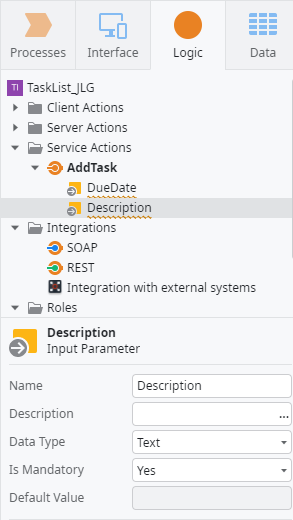 Processes Interface Logic Data
TI TaskList_JLG
Client Actions
Server Actions
Service Actions
AddTask
DueDate
Description
Integrations
SOAP
REST
Integration with external systems
Roles
Description
Input Parameter
Name Description
Description ...
Data Type Text
Is Mandatory Yes
Default Value